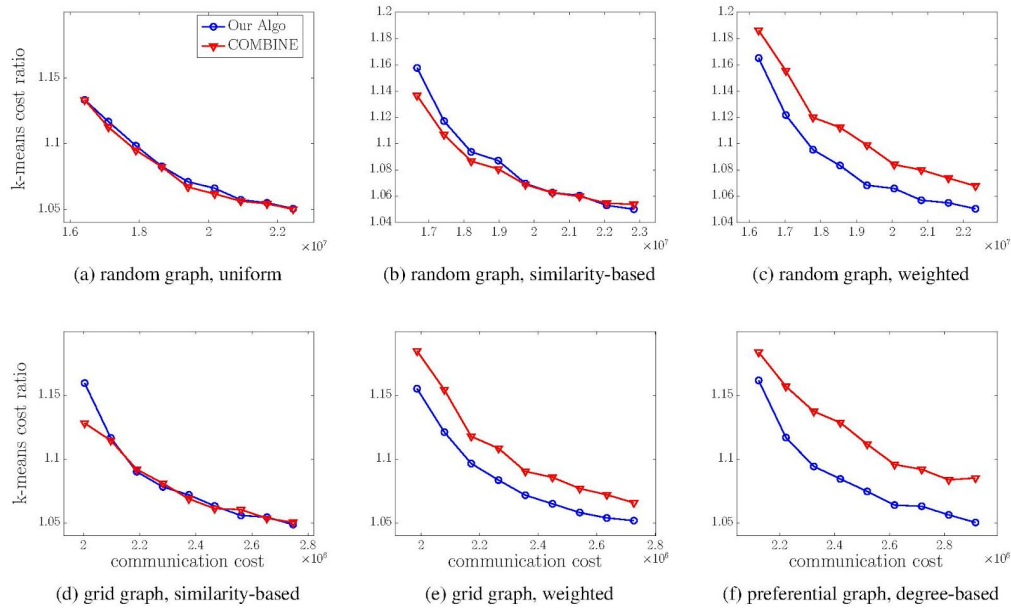 Our Algo
COMBINE
k-means cost ratio
1.15
1.1
1.05
1.6 1.8 2 2.2
×10⁷
(a) random graph, uniform
1.2
1.18
1.16
1.14
1.12
1.1
1.08
1.06
1.04
1.7 1.8 1.9 2 2.1 2.2 2.3
×10⁷
(b) random graph, similarity-based
1.2
1.18
1.16
1.14
1.12
1.1
1.08
1.06
1.04
1.6 1.7 1.8 1.9 2 2.1 2.2
×10⁷
(c) random graph, weighted
k-means cost ratio
1.15
1.1
1.05
2 2.2 2.4 2.6 2.8
communication cost ×10⁶
(d) grid graph, similarity-based
1.15
1.1
1.05
2 2.2 2.4 2.6 2.8
communication cost ×10⁶
(e) grid graph, weighted
1.15
1.1
1.05
2.2 2.4 2.6 2.8 3
communication cost ×10⁶
(f) preferential graph, degree-based